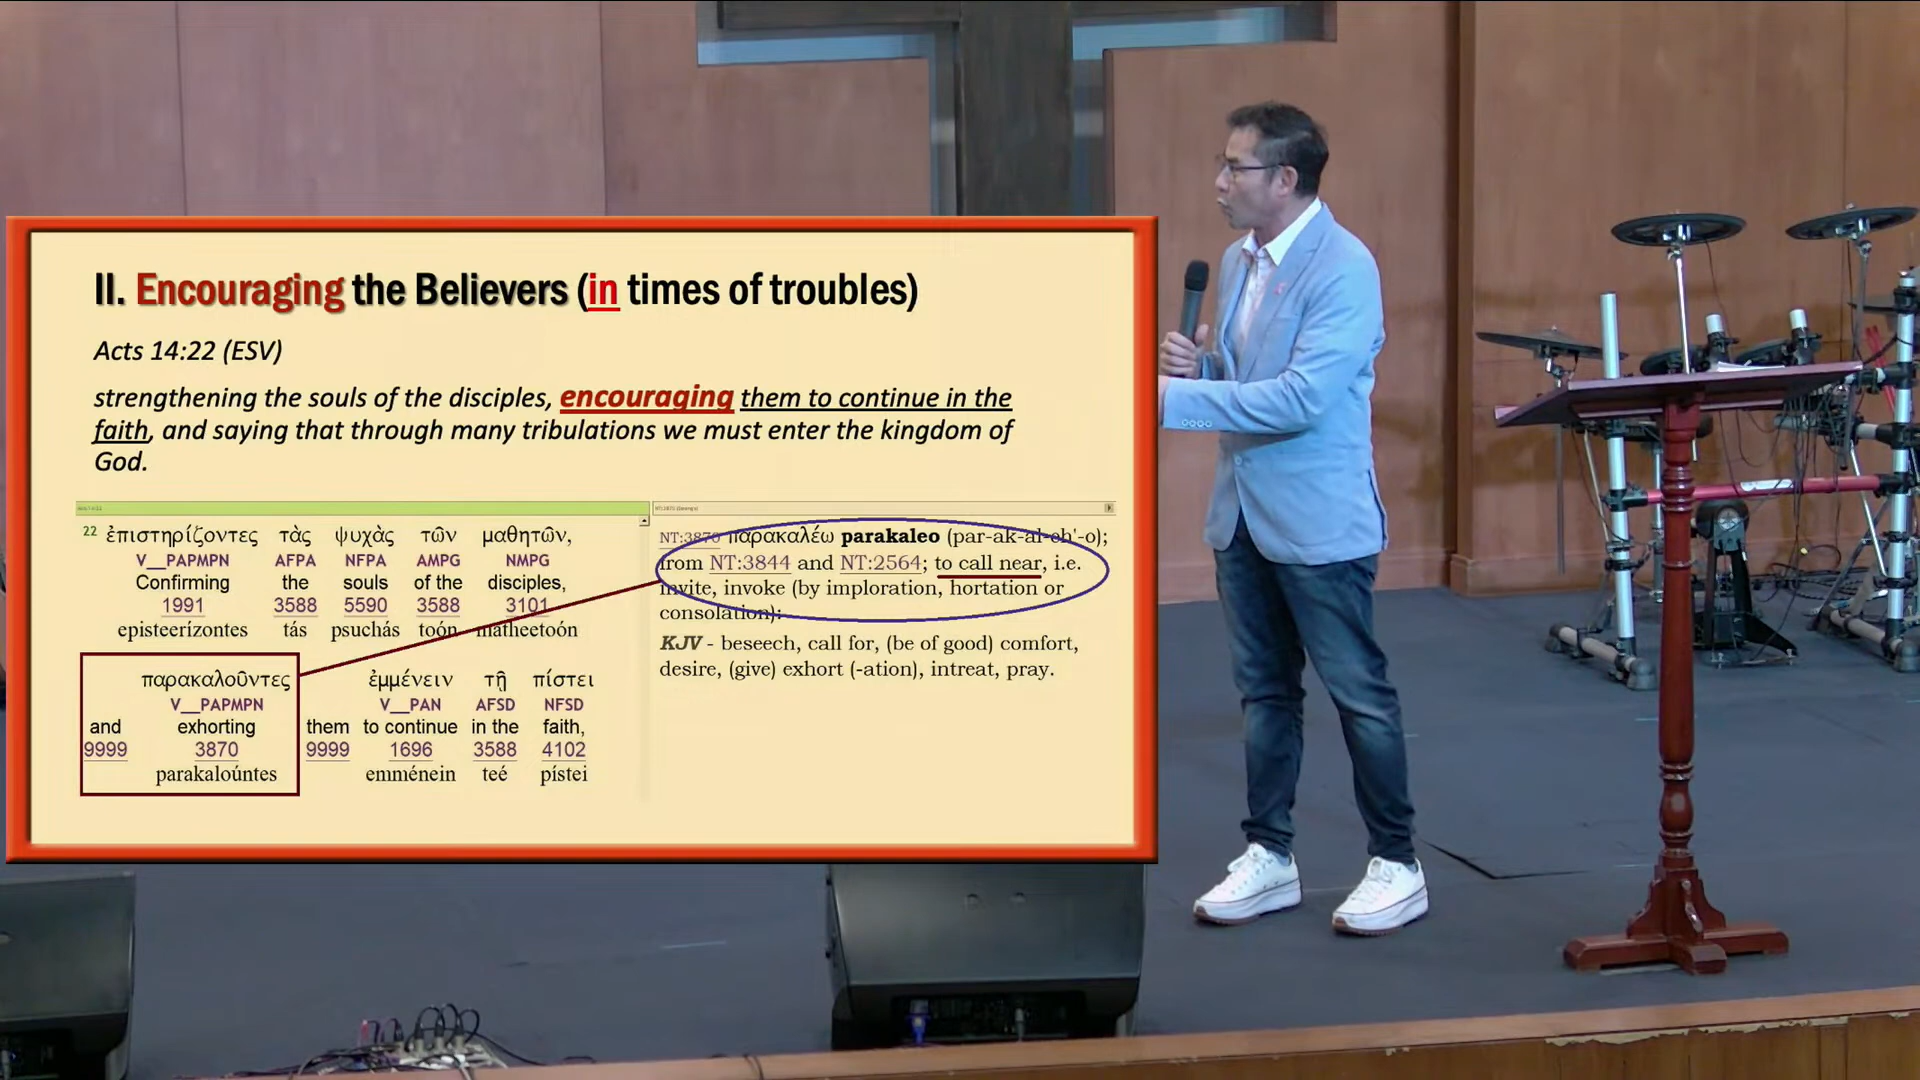 II. Encouraging the Believers (in times of troubles)
Acts 14:22 (ESV)
strengthening the souls of the disciples, encouraging them to continue in the
faith, and saying that through many tribulations we must enter the kingdom of
God.
22 ἐπιστηρίζοντες τὰς ψυχὰς τῶν μαθητῶν,
V__PAPMPN AFPA NFPA AMPG NMPG
Confirming the souls of the disciples,
1991 3588 5590 3588 3101
episteerízontes tás psuchás toón matheetoón
παρακαλοῦντες ἐμμένειν τῇ πίστει
V__PAPMPN V__PAN AFSD NFSD
and exhorting them to continue in the faith,
9999 3870 9999 1696 3588 4102
parakaloúntes emménein teé pístei
NT:3870 παρακαλέω parakaleo (par-ak-al-eh'-o);
from NT:3844 and NT:2564; to call near, i.e.
invite, invoke (by imploration, hortation or
consolation):
KJV - beseech, call for, (be of good) comfort,
desire, (give) exhort (-ation), intreat, pray.